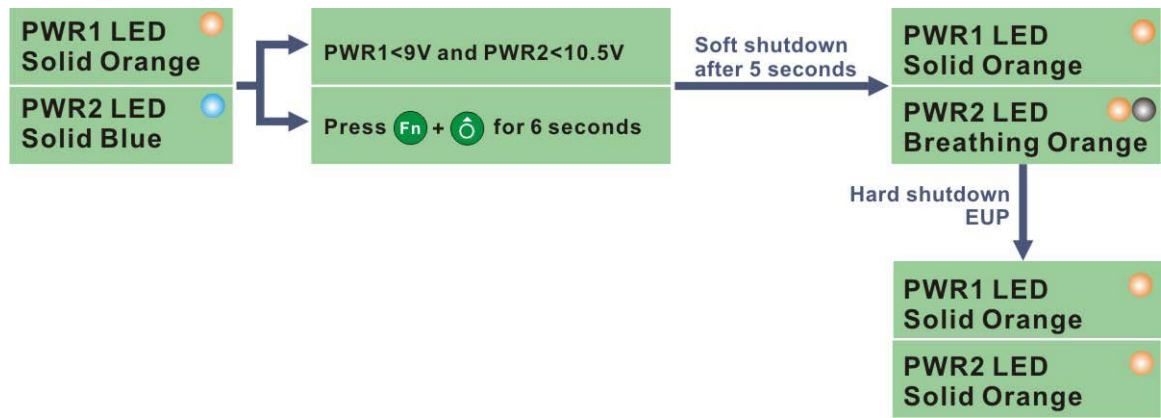 PWR1 LED
Solid Orange
PWR2 LED
Solid Blue
PWR1<9V and PWR2<10.5V
Press Fn + for 6 seconds
Soft shutdown
after 5 seconds
PWR1 LED
Solid Orange
PWR2 LED
Breathing Orange
Hard shutdown
EUP
PWR1 LED
Solid Orange
PWR2 LED
Solid Orange